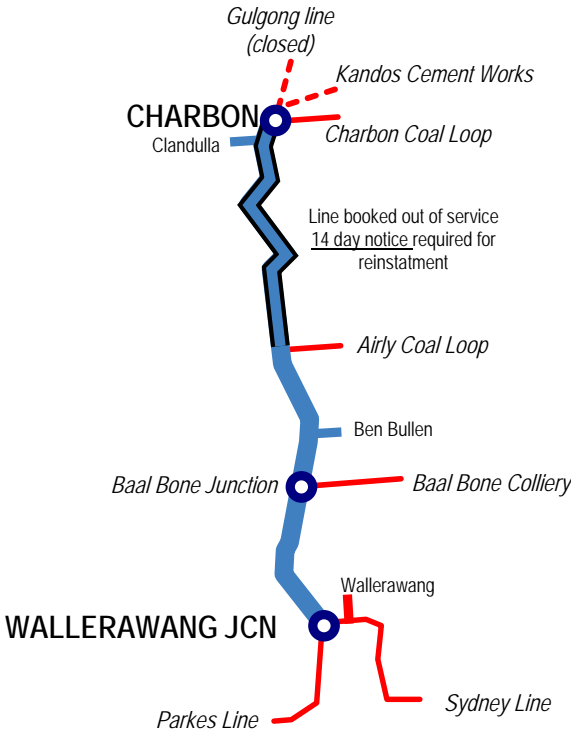 Gulgong line
(closed)
Kandos Cement Works
CHARBON
Charbon Coal Loop
Clandulla
Line booked out of service
14 day notice required for
reinstatment
Airly Coal Loop
Ben Bullen
Baal Bone Junction
Baal Bone Colliery
Wallerawang
WALLERAWANG JCN
Sydney Line
Parkes Line